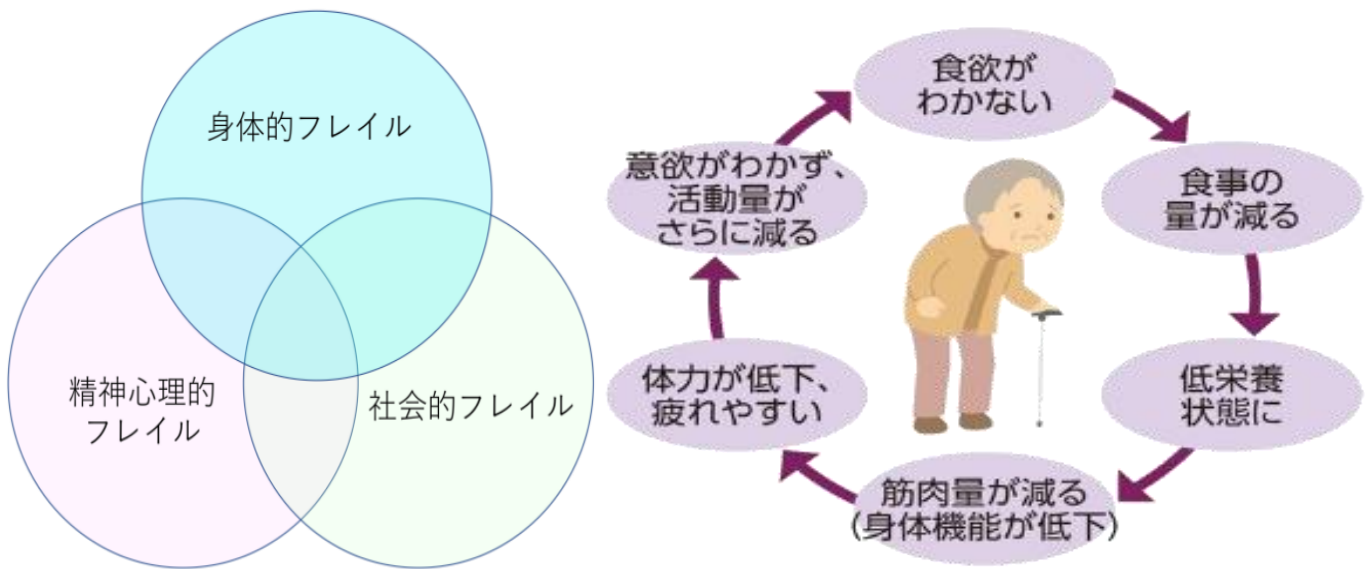 身体的フレイル
精神心理的
フレイル
社会的フレイル
食欲が
わかない
食事の
量が減る
低栄養
状態に
筋肉量が減る
(身体機能が低下)
体力が低下、
疲れやすい
意欲がわかず、
活動量が
さらに減る